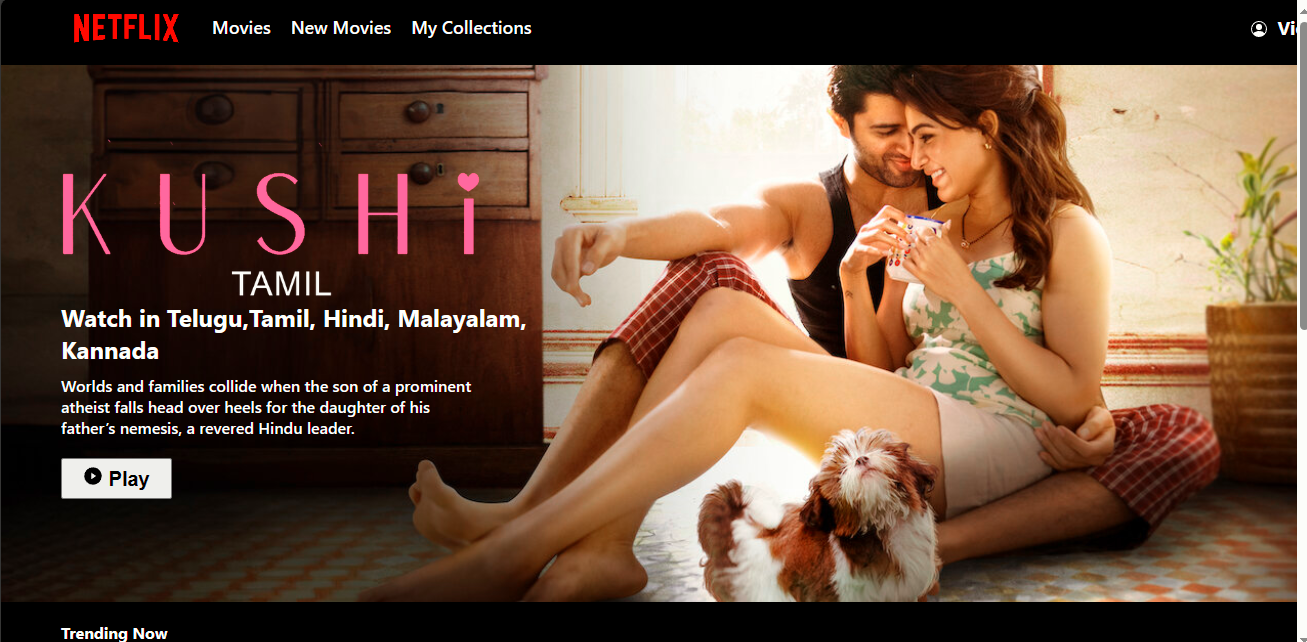 NETFLIX Movies New Movies My Collections
KUSHi
TAMIL
Watch in Telugu,Tamil, Hindi, Malayalam,
Kannada
Worlds and families collide when the son of a prominent
atheist falls head over heels for the daughter of his
father’s nemesis, a revered Hindu leader.
Play
Trending Now